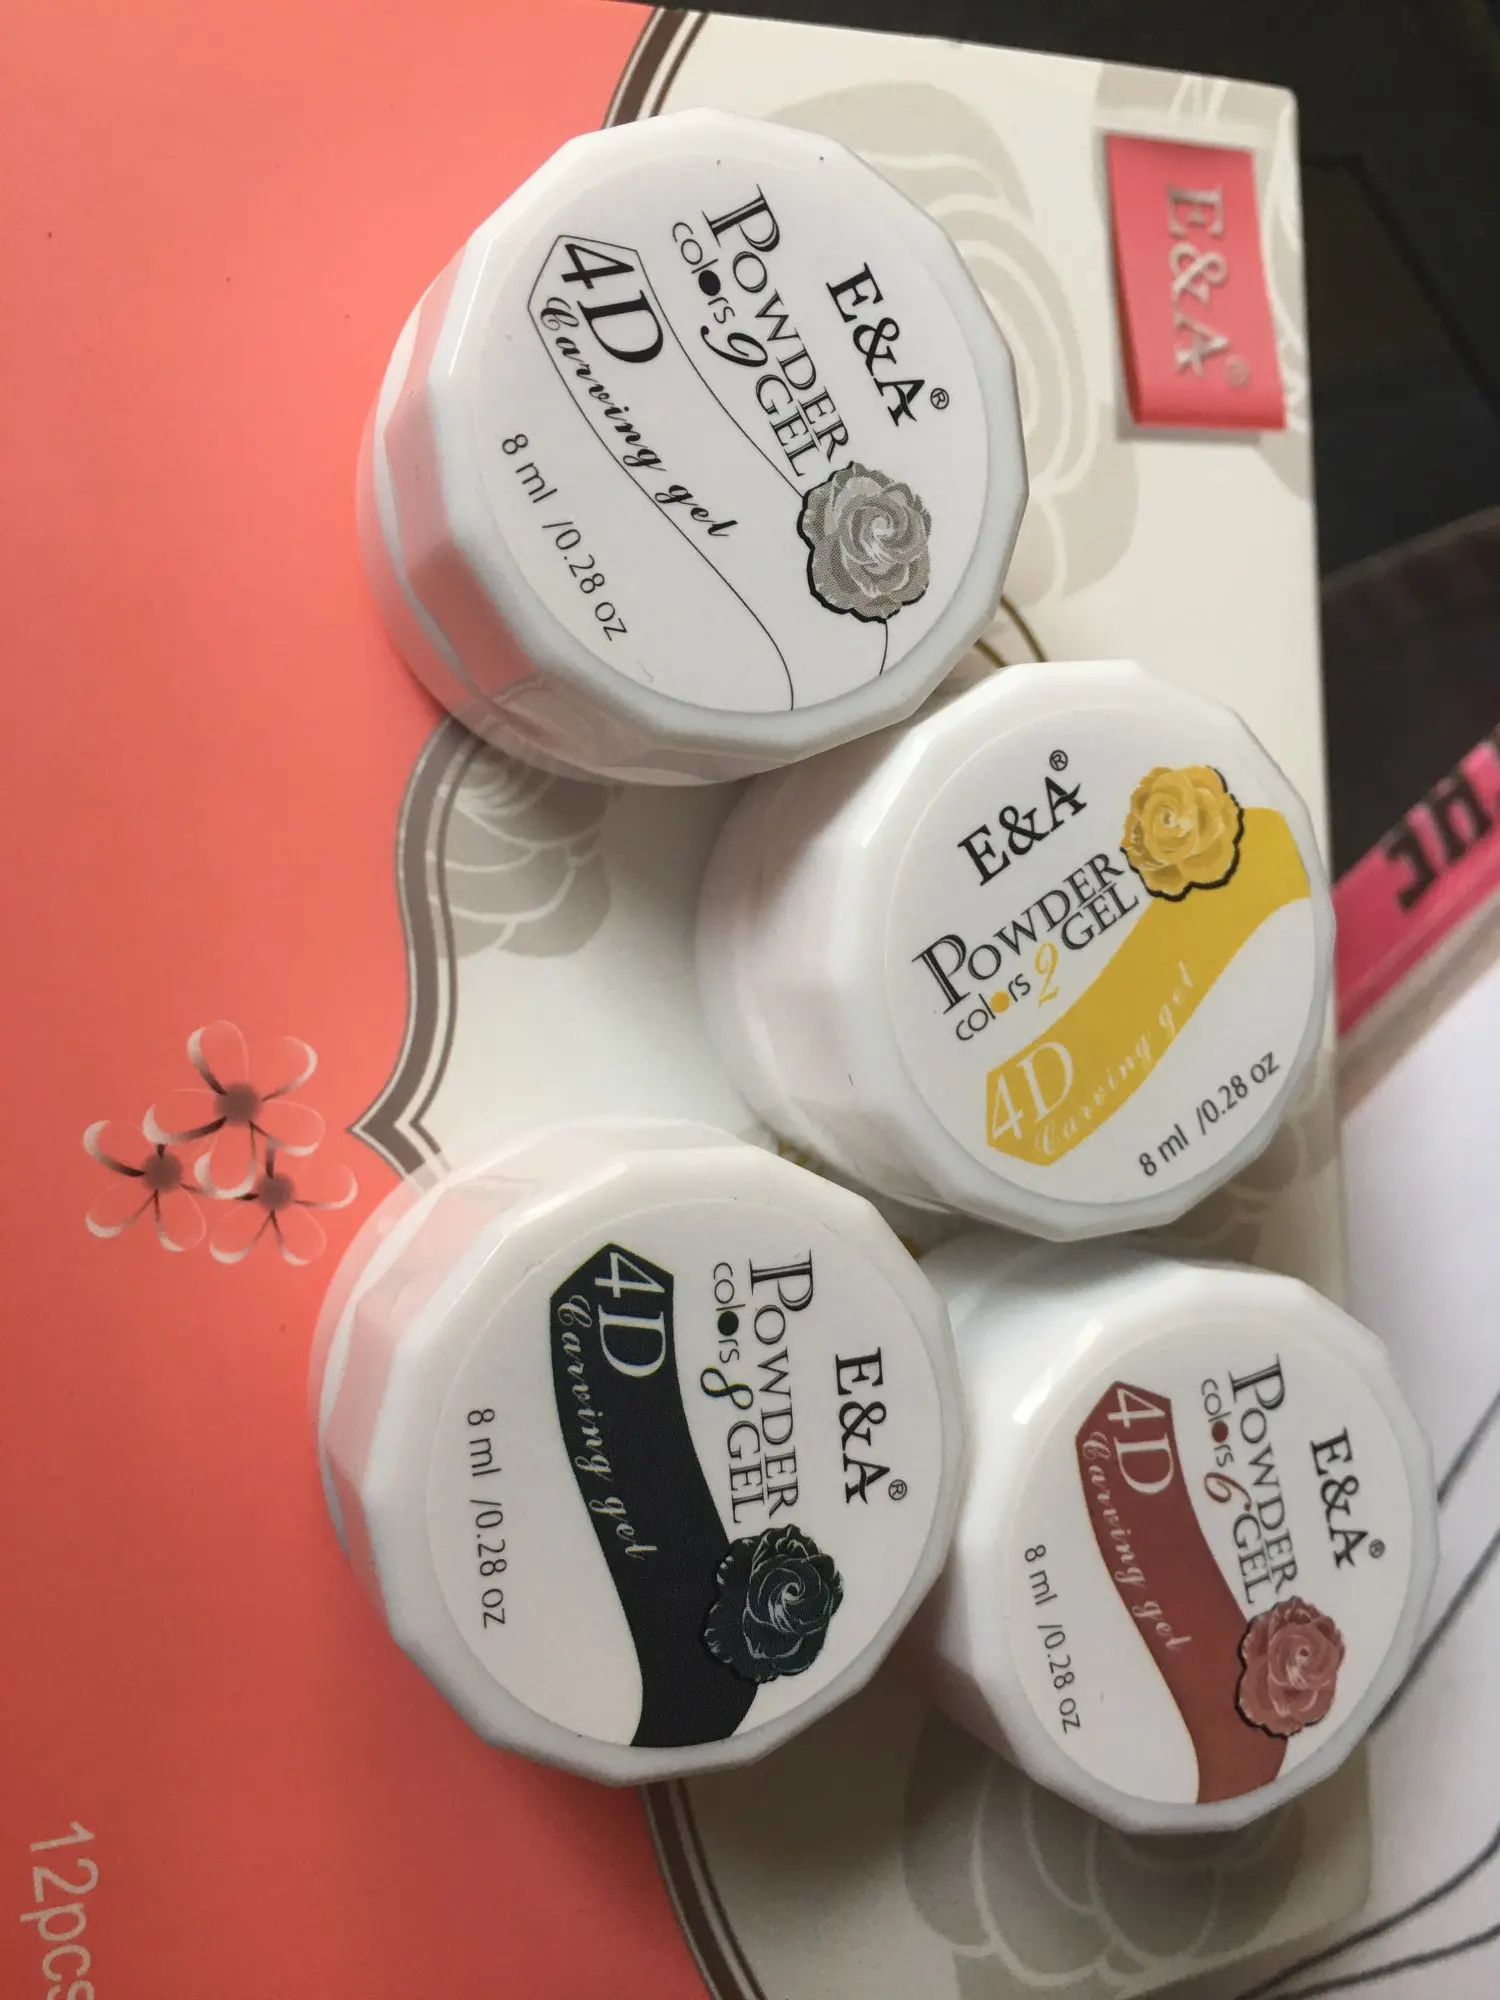 E&A®
E&A®
POWDER
colors 9 GEL
4D
Carving gel
8 ml /0.28 oz
E&A®
POWDER
colors 2 GEL
4D
Carving gel
8 ml /0.28 oz
E&A®
POWDER
colors 8 GEL
4D
Carving gel
8 ml /0.28 oz
E&A®
POWDER
colors 6 GEL
4D
Carving gel
8 ml /0.28 oz
12pcs